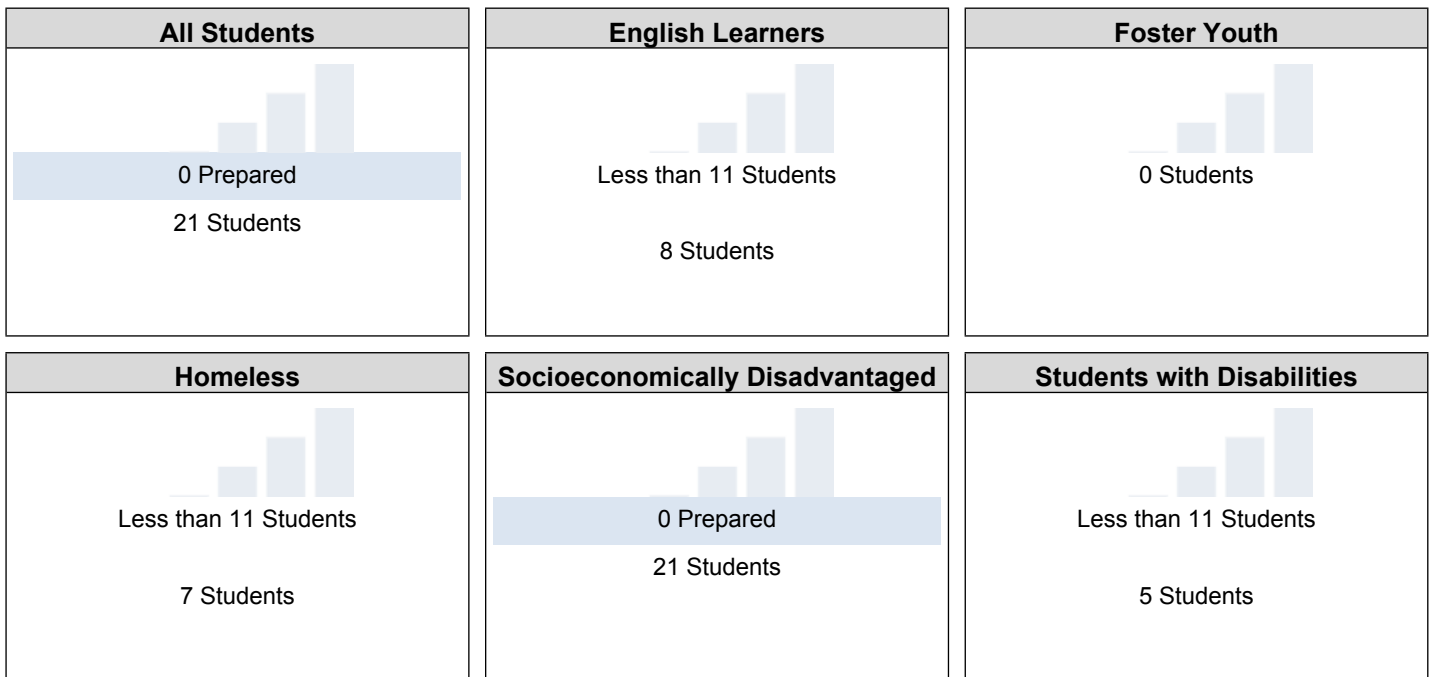 All Students
0 Prepared
21 Students
English Learners
Less than 11 Students
8 Students
Foster Youth
0 Students
Homeless
Less than 11 Students
7 Students
Socioeconomically Disadvantaged
0 Prepared
21 Students
Students with Disabilities
Less than 11 Students
5 Students